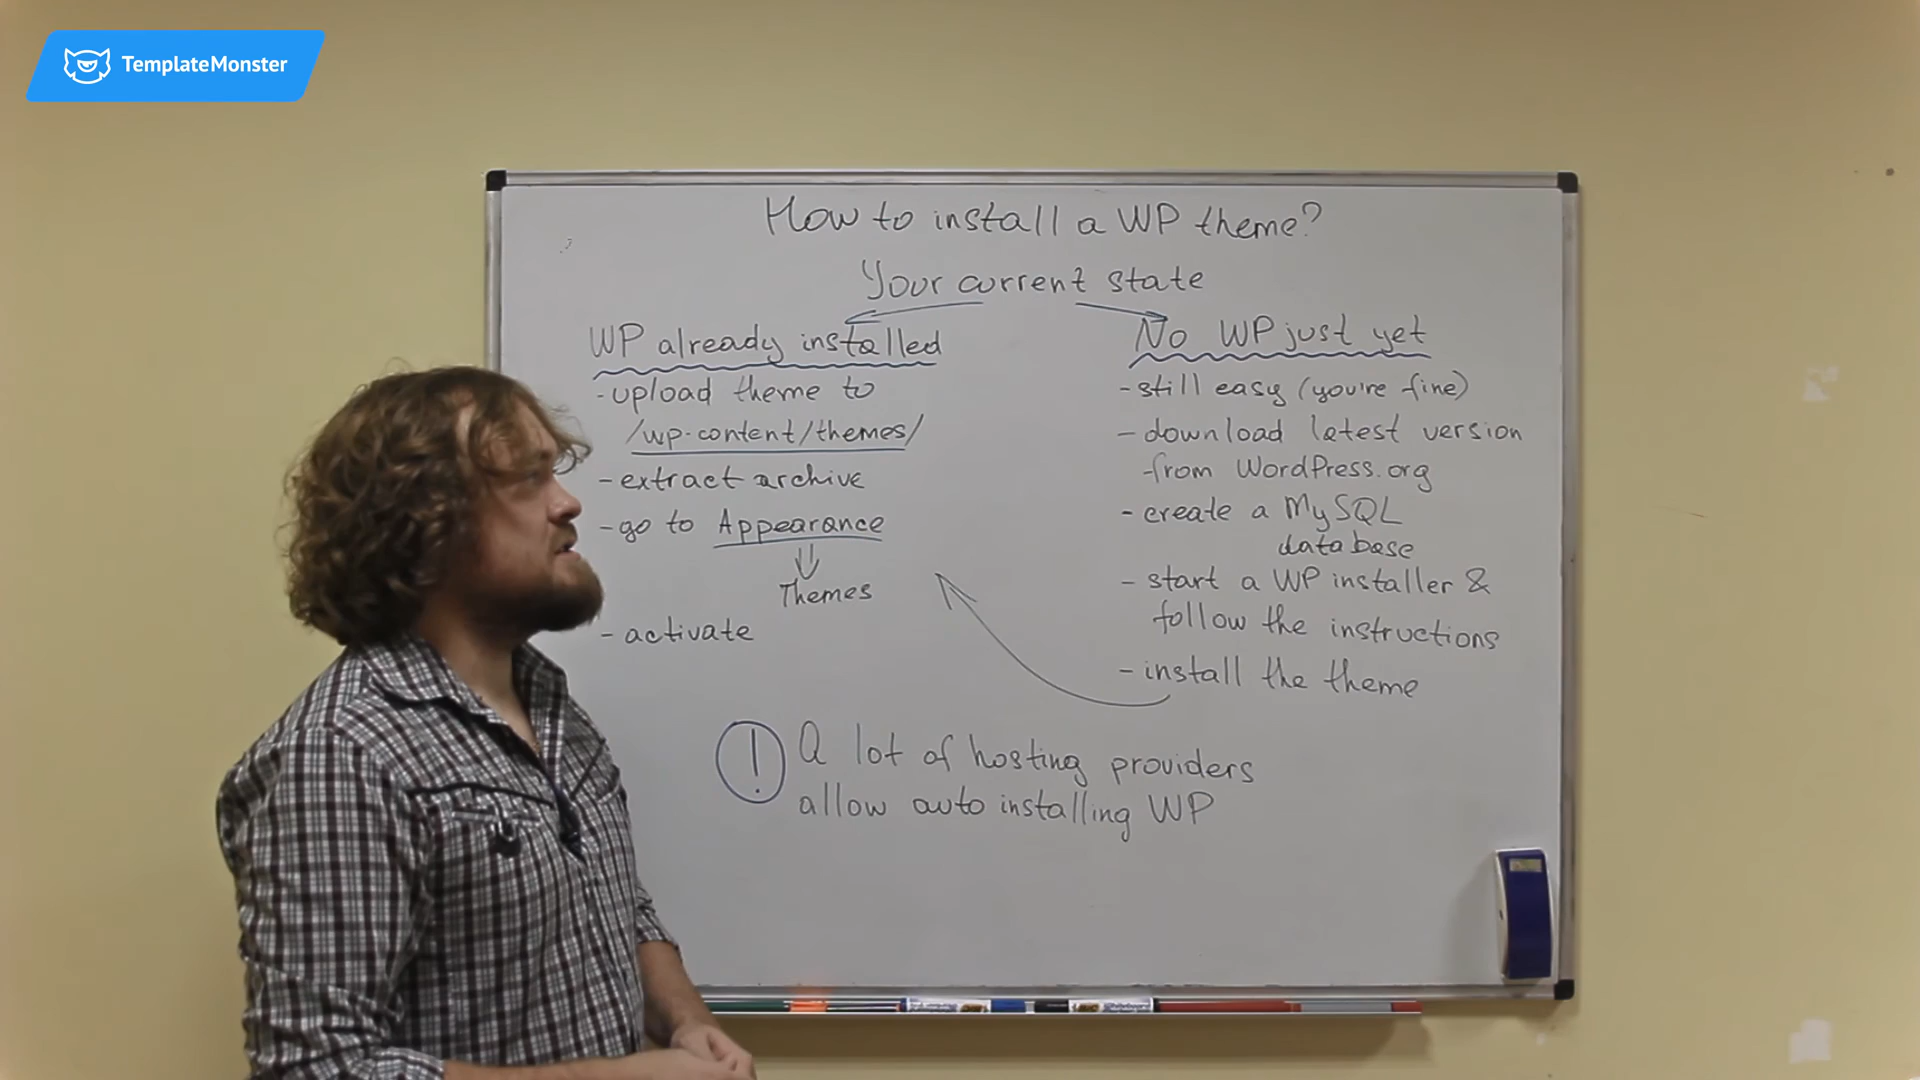 TemplateMonster
How to install a WP theme?
Your current state
WP already installed
- upload theme to
/wp-content/themes/
- extract archive
- go to Appearance
Themes
- activate
No WP just yet
- still easy (you're fine)
- download latest version
from WordPress.org
- create a MySQL
database
- start a WP installer &
follow the instructions
- install the theme
! A lot of hosting providers
allow auto installing WP